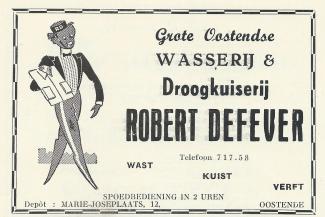 Grote Oostendse
WASSERIJ &
Droogkuiserij
ROBERT DEFEVER
Telefoon 717.58
WAST
KUIST
VERFT
SPOEDBEDIENING in 2 UREN
Depôt : MARIE-JOSEPLAATS, 12, OOSTENDE